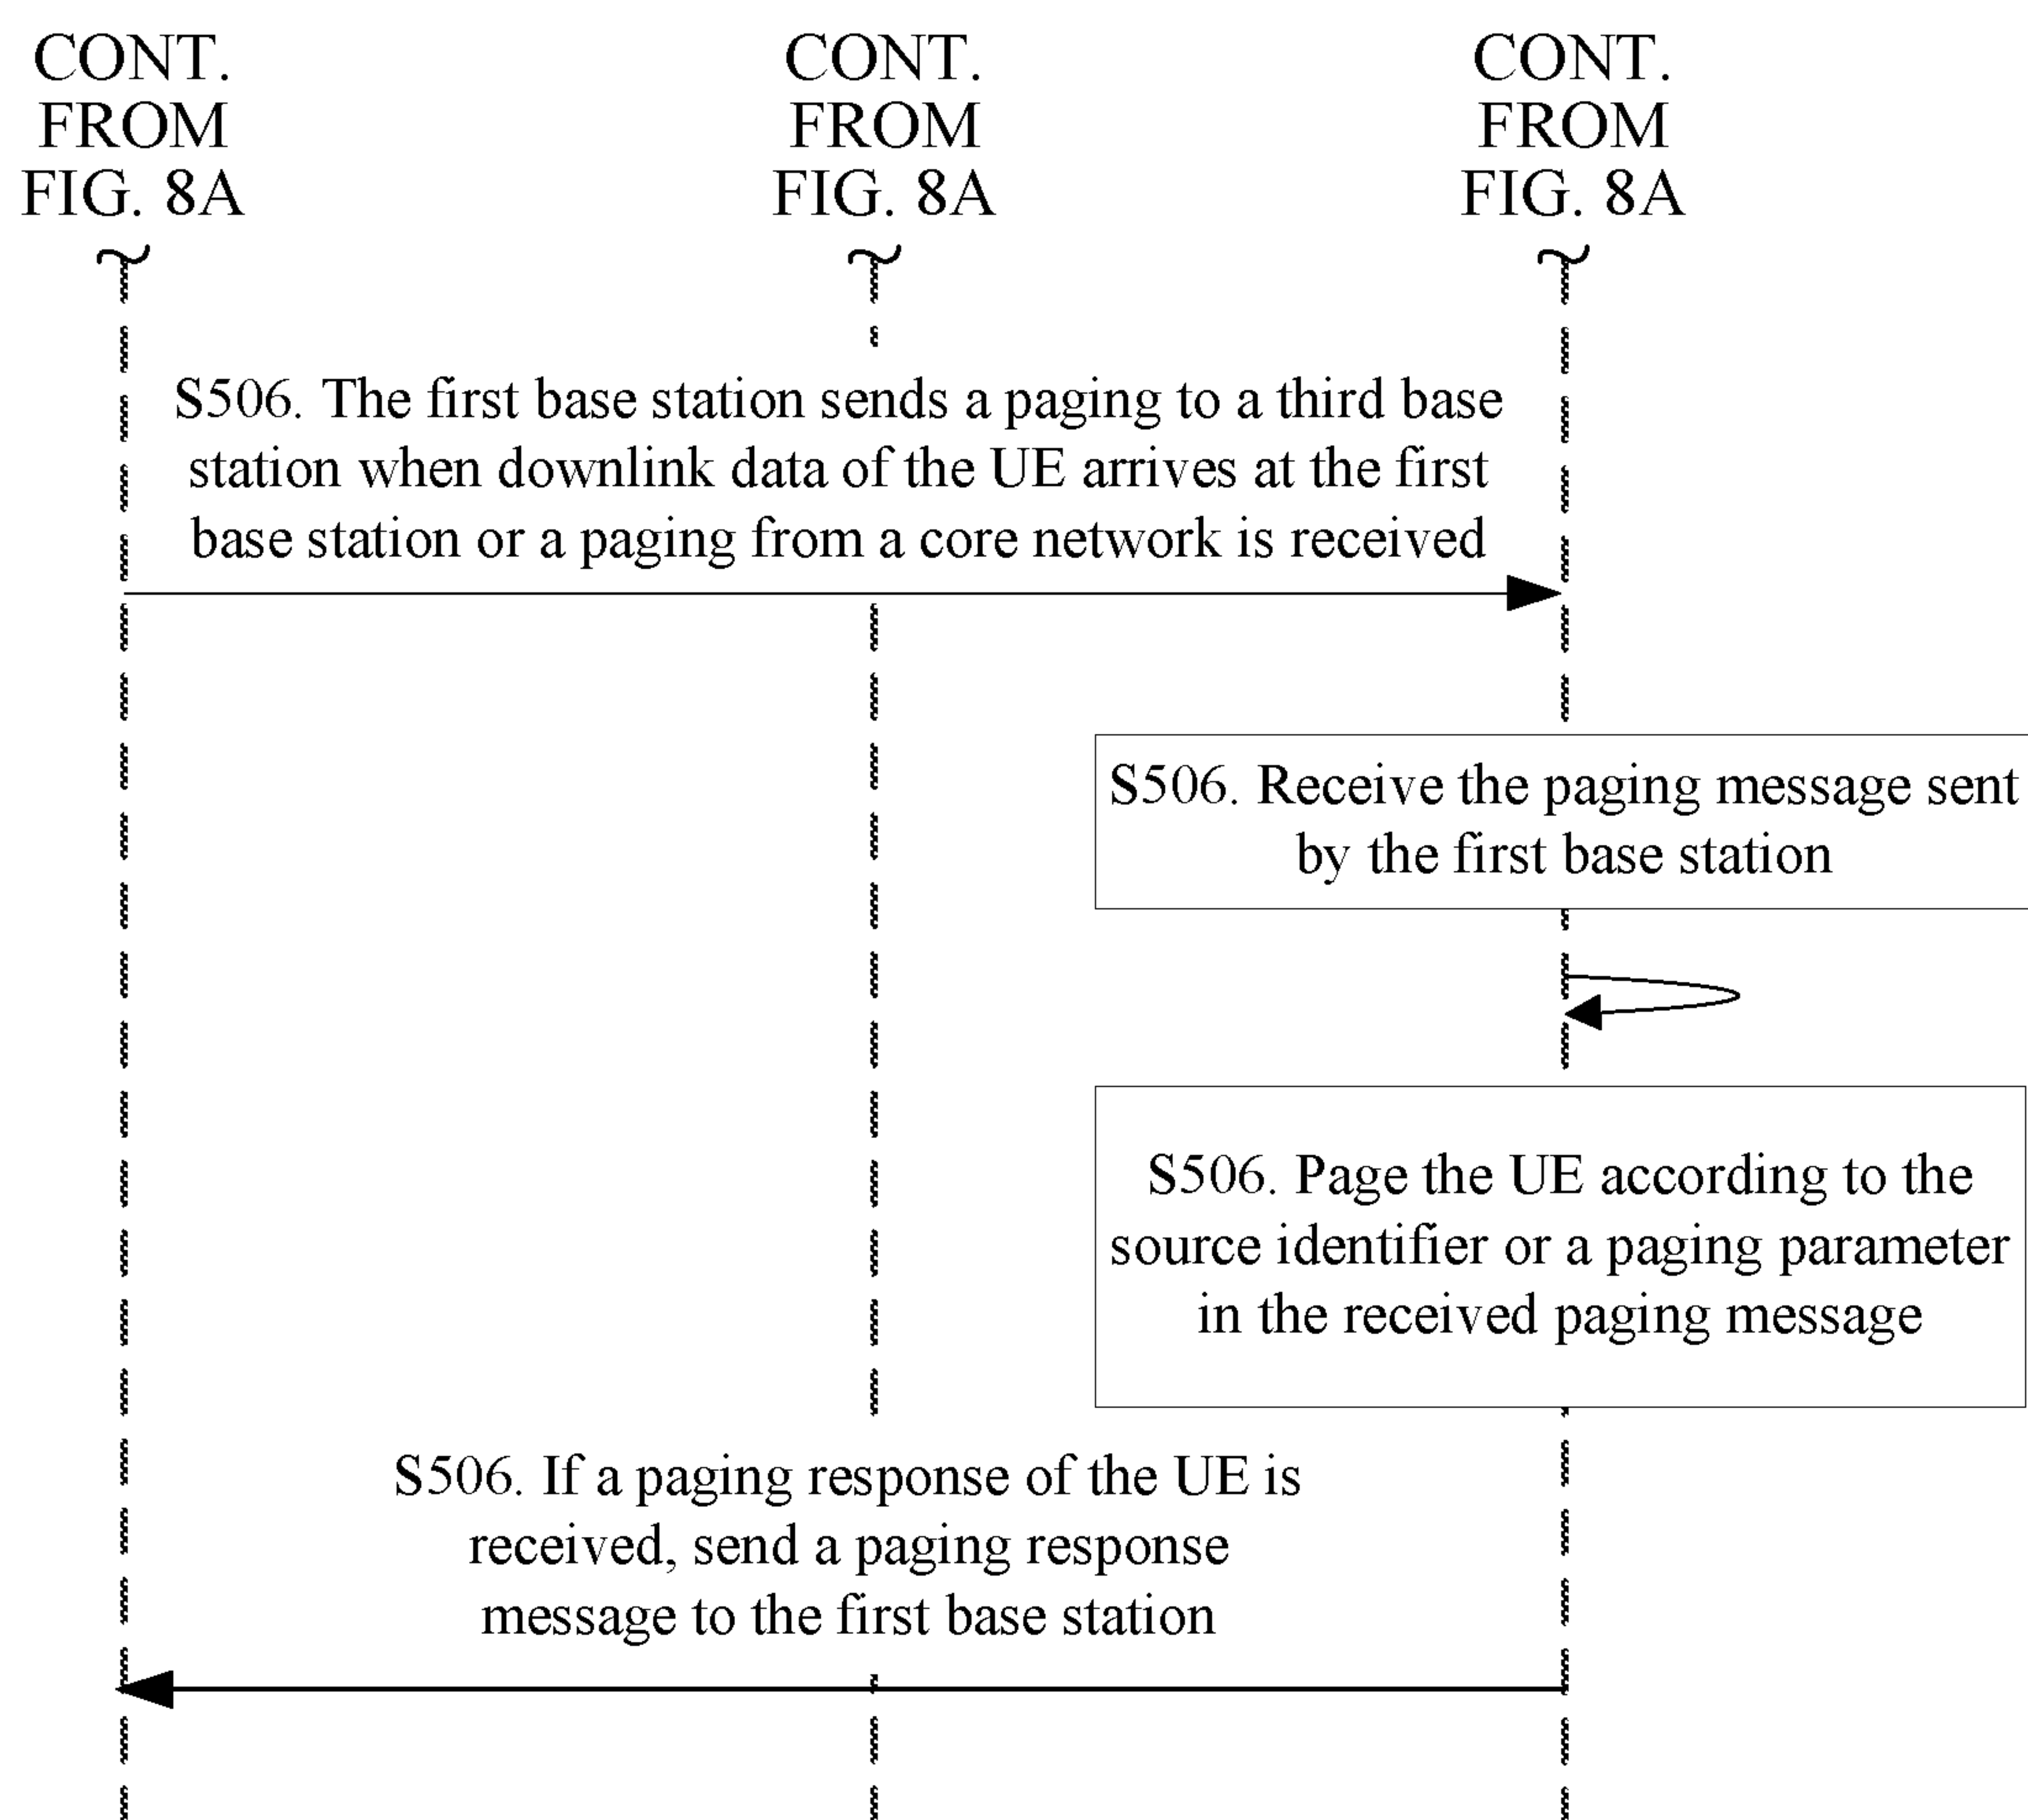 CONT.
FROM
FIG. 8A
CONT.
FROM
FIG. 8A
CONT.
FROM
FIG. 8A
S506. The first base station sends a paging to a third base
station when downlink data of the UE arrives at the first
base station or a paging from a core network is received
S506. Receive the paging message sent
by the first base station
S506. Page the UE according to the
source identifier or a paging parameter
in the received paging message
S506. If a paging response of the UE is
received, send a paging response
message to the first base station